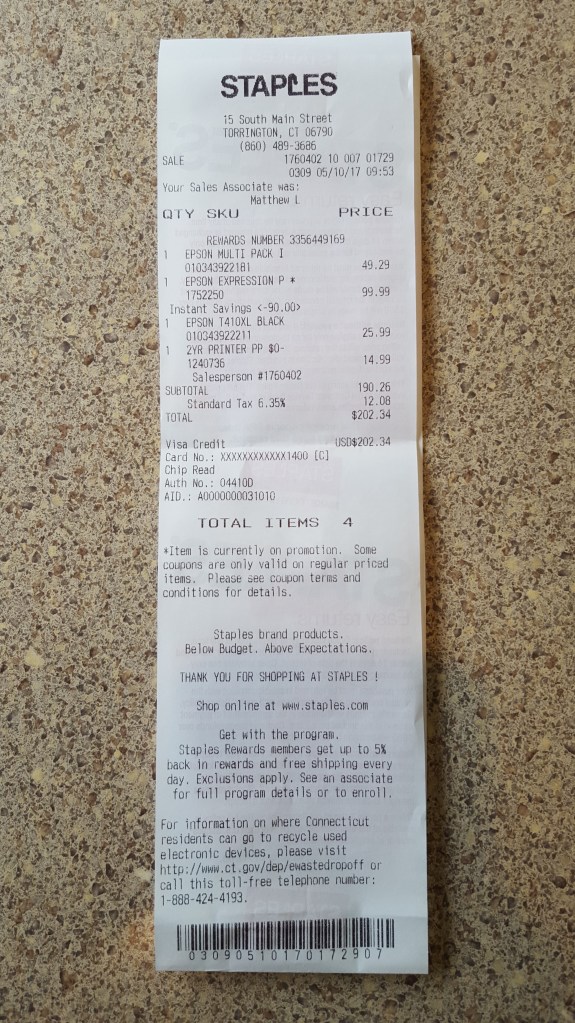 STAPLES
15 South Main Street
TORRINGTON, CT 06790
(860) 489-3686
SALE 1760402 10 007 01729
0309 05/10/17 09:53
Your Sales Associate was:
Matthew L
QTY SKU PRICE
REWARDS NUMBER 3356449169
1 EPSON MULTI PACK I
010343922181 49.29
1 EPSON EXPRESSION P *
1752250 99.99
Instant Savings <-90.00>
1 EPSON T410XL BLACK
010343922211 25.99
1 2YR PRINTER PP $0-
1240736 14.99
Salesperson #1760402
SUBTOTAL 190.26
Standard Tax 6.35% 12.08
TOTAL $202.34
Visa Credit USD$202.34
Card No.: XXXXXXXXXXXX1400 [C]
Chip Read
Auth No.: 04410D
AID.: A0000000031010
TOTAL ITEMS 4
*Item is currently on promotion. Some
coupons are only valid on regular priced
items. Please see coupon terms and
conditions for details.
Staples brand products.
Below Budget. Above Expectations.
THANK YOU FOR SHOPPING AT STAPLES !
Shop online at www.staples.com
Get with the program.
Staples Rewards members get up to 5%
back in rewards and free shipping every
day. Exclusions apply. See an associate
for full program details or to enroll.
For information on where Connecticut
residents can go to recycle used
electronic devices, please visit
http://www.ct.gov/dep/ewastedropoff or
call this toll-free telephone number:
1-888-424-4193.
03090510170172907